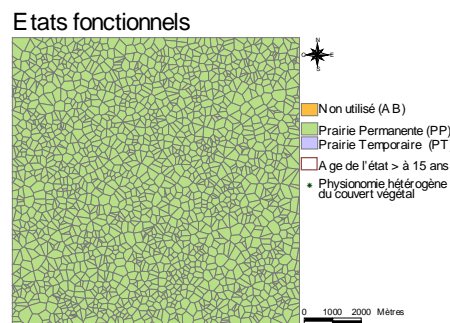 Etats fonctionnels
N
O E
S
Non utilisé (AB)
Prairie Permanente (PP)
Prairie Temporaire (PT)
Age de l'état > à 15 ans
Physionomie hétérogène
du couvert végétal
0 1000 2000 Mètres